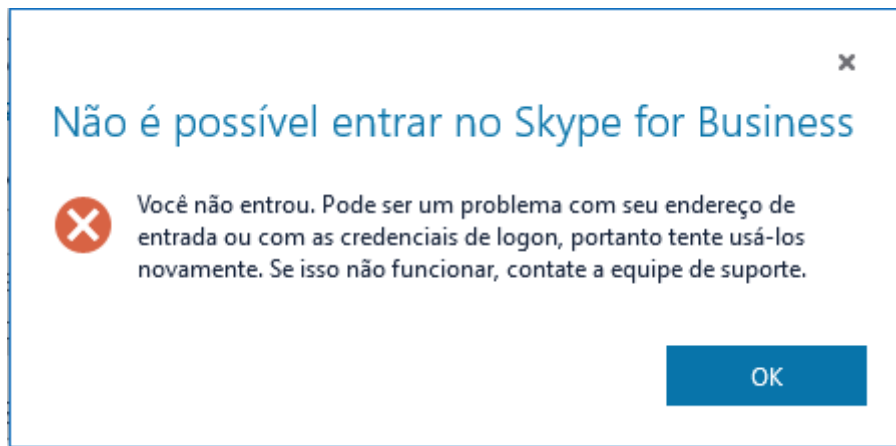 Não é possível entrar no Skype for Business
Você não entrou. Pode ser um problema com seu endereço de
entrada ou com as credenciais de logon, portanto tente usá-los
novamente. Se isso não funcionar, contate a equipe de suporte.
OK